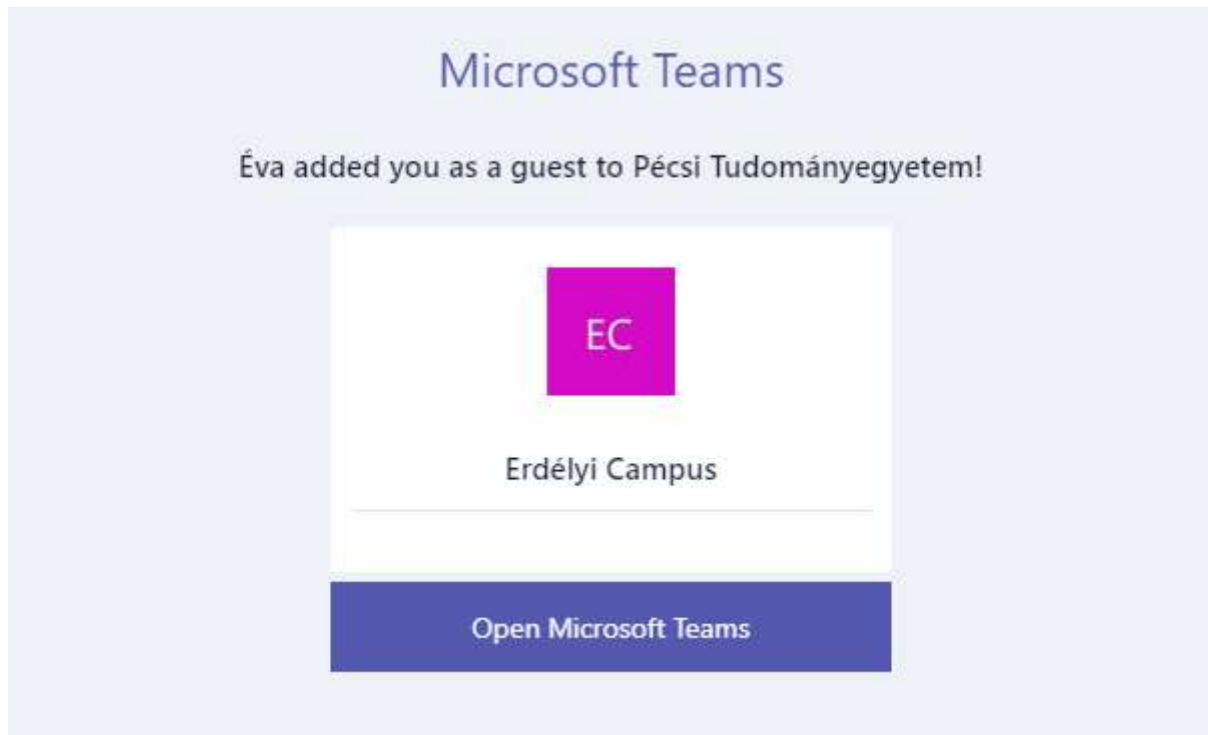 Microsoft Teams
Éva added you as a guest to Pécsi Tudományegyetem!
EC
Erdélyi Campus
Open Microsoft Teams